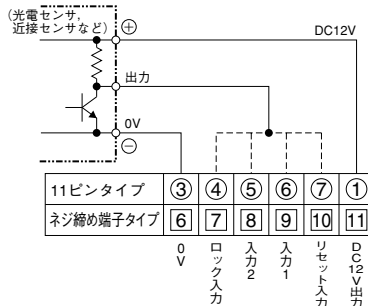 (光電センサ,
近接センサなど)
⊕
DC12V
出力
0V
⊖
11ピンタイプ ③ ④ ⑤ ⑥ ⑦ ①
ネジ締め端子タイプ 6 7 8 9 10 11
0V
ロック入力
入力2
入力1
リセット入力
DC12V出力